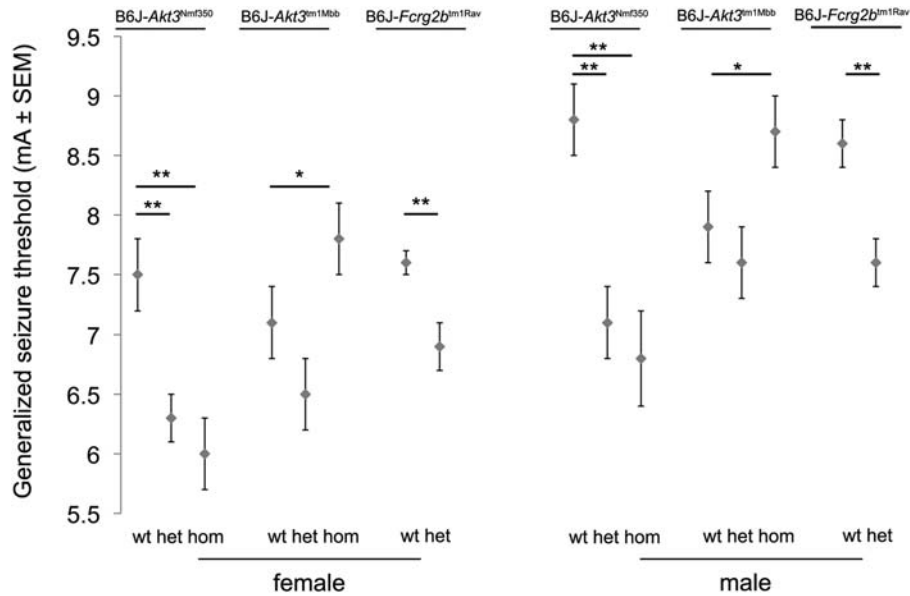 B6J-Akt3Nmf350 B6J-Akt3tm1Mbb B6J-Fcrg2btm1Rav B6J-Akt3Nmf350 B6J-Akt3tm1Mbb B6J-Fcrg2btm1Rav
Generalized seizure threshold (mA ± SEM)
9.5
9
8.5
8
7.5
7
6.5
6
5.5
** ** * ** ** ** * **
wt het hom wt het hom wt het wt het hom wt het hom wt het
female male